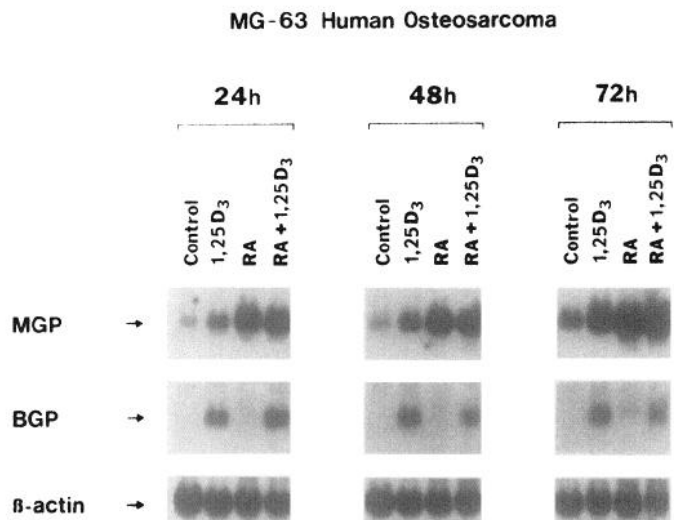 MG-63 Human Osteosarcoma
24h 48h 72h
Control 1,25D₃ RA RA+1,25D₃ Control 1,25D₃ RA RA+1,25D₃ Control 1,25D₃ RA RA+1,25D₃
MGP →
BGP →
ß-actin →